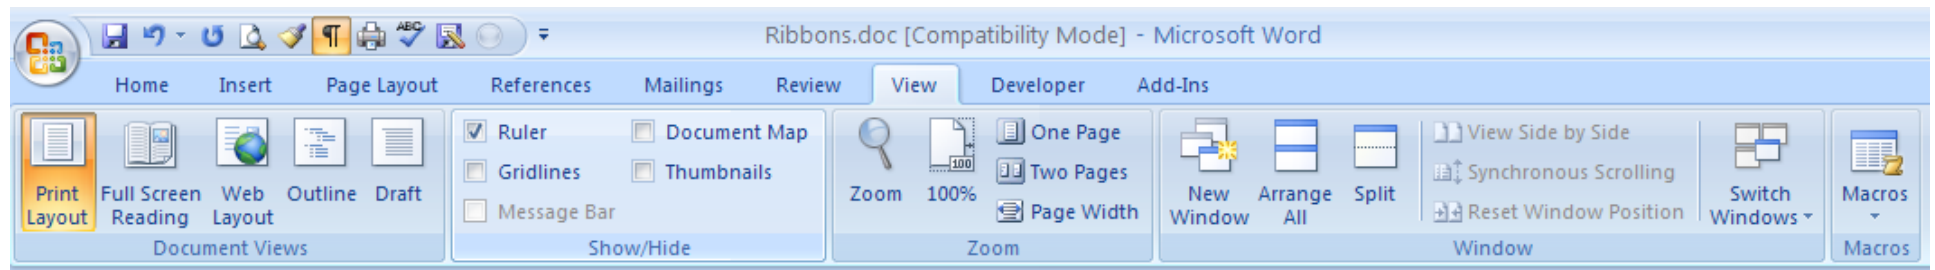 ABC
Ribbons.doc [Compatibility Mode] - Microsoft Word
Home Insert Page Layout References Mailings Review View Developer Add-Ins
Print Layout
Full Screen Reading
Web Layout
Outline
Draft
Document Views
Ruler
Gridlines
Message Bar
Document Map
Thumbnails
Show/Hide
Zoom
100
100%
One Page
Two Pages
Page Width
Zoom
New Window
Arrange All
Split
View Side by Side
Synchronous Scrolling
Reset Window Position
Switch Windows
Window
Macros
Macros